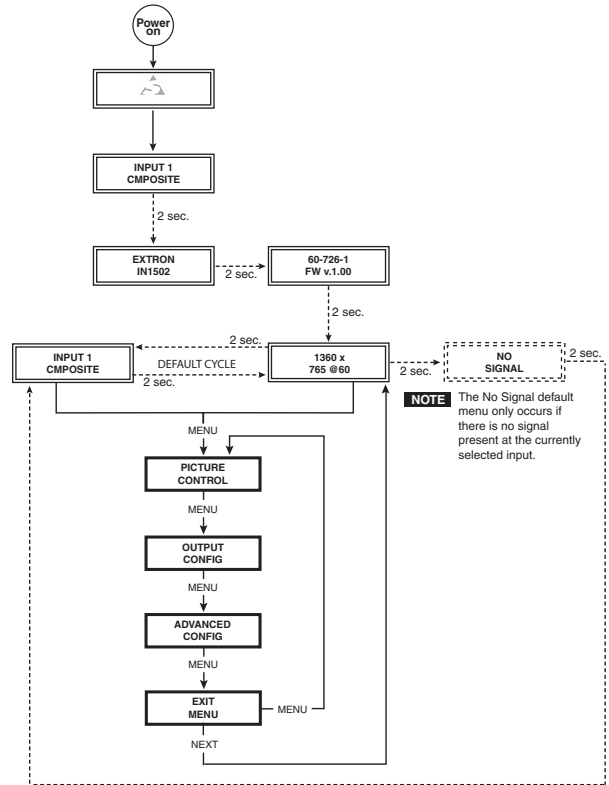 Power
on
INPUT 1
CMPOSITE
2 sec.
EXTRON
IN1502
2 sec.
60-726-1
FW v.1.00
2 sec.
INPUT 1
CMPOSITE
2 sec.
DEFAULT CYCLE
2 sec.
1360 x
765 @60
2 sec.
NO
SIGNAL
2 sec.
NOTE The No Signal default
menu only occurs if
there is no signal
present at the currently
selected input.
MENU
PICTURE
CONTROL
MENU
OUTPUT
CONFIG
MENU
ADVANCED
CONFIG
MENU
EXIT
MENU
MENU
NEXT